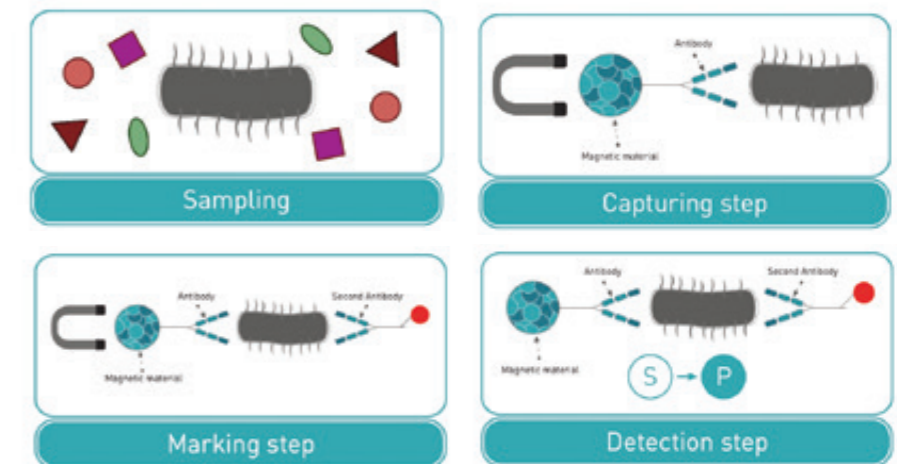 Sampling
Antibody
Magnetic material
Capturing step
Antibody
Second Antibody
Magnetic material
Marking step
Antibody
Second Antibody
Magnetic material
S
P
Detection step